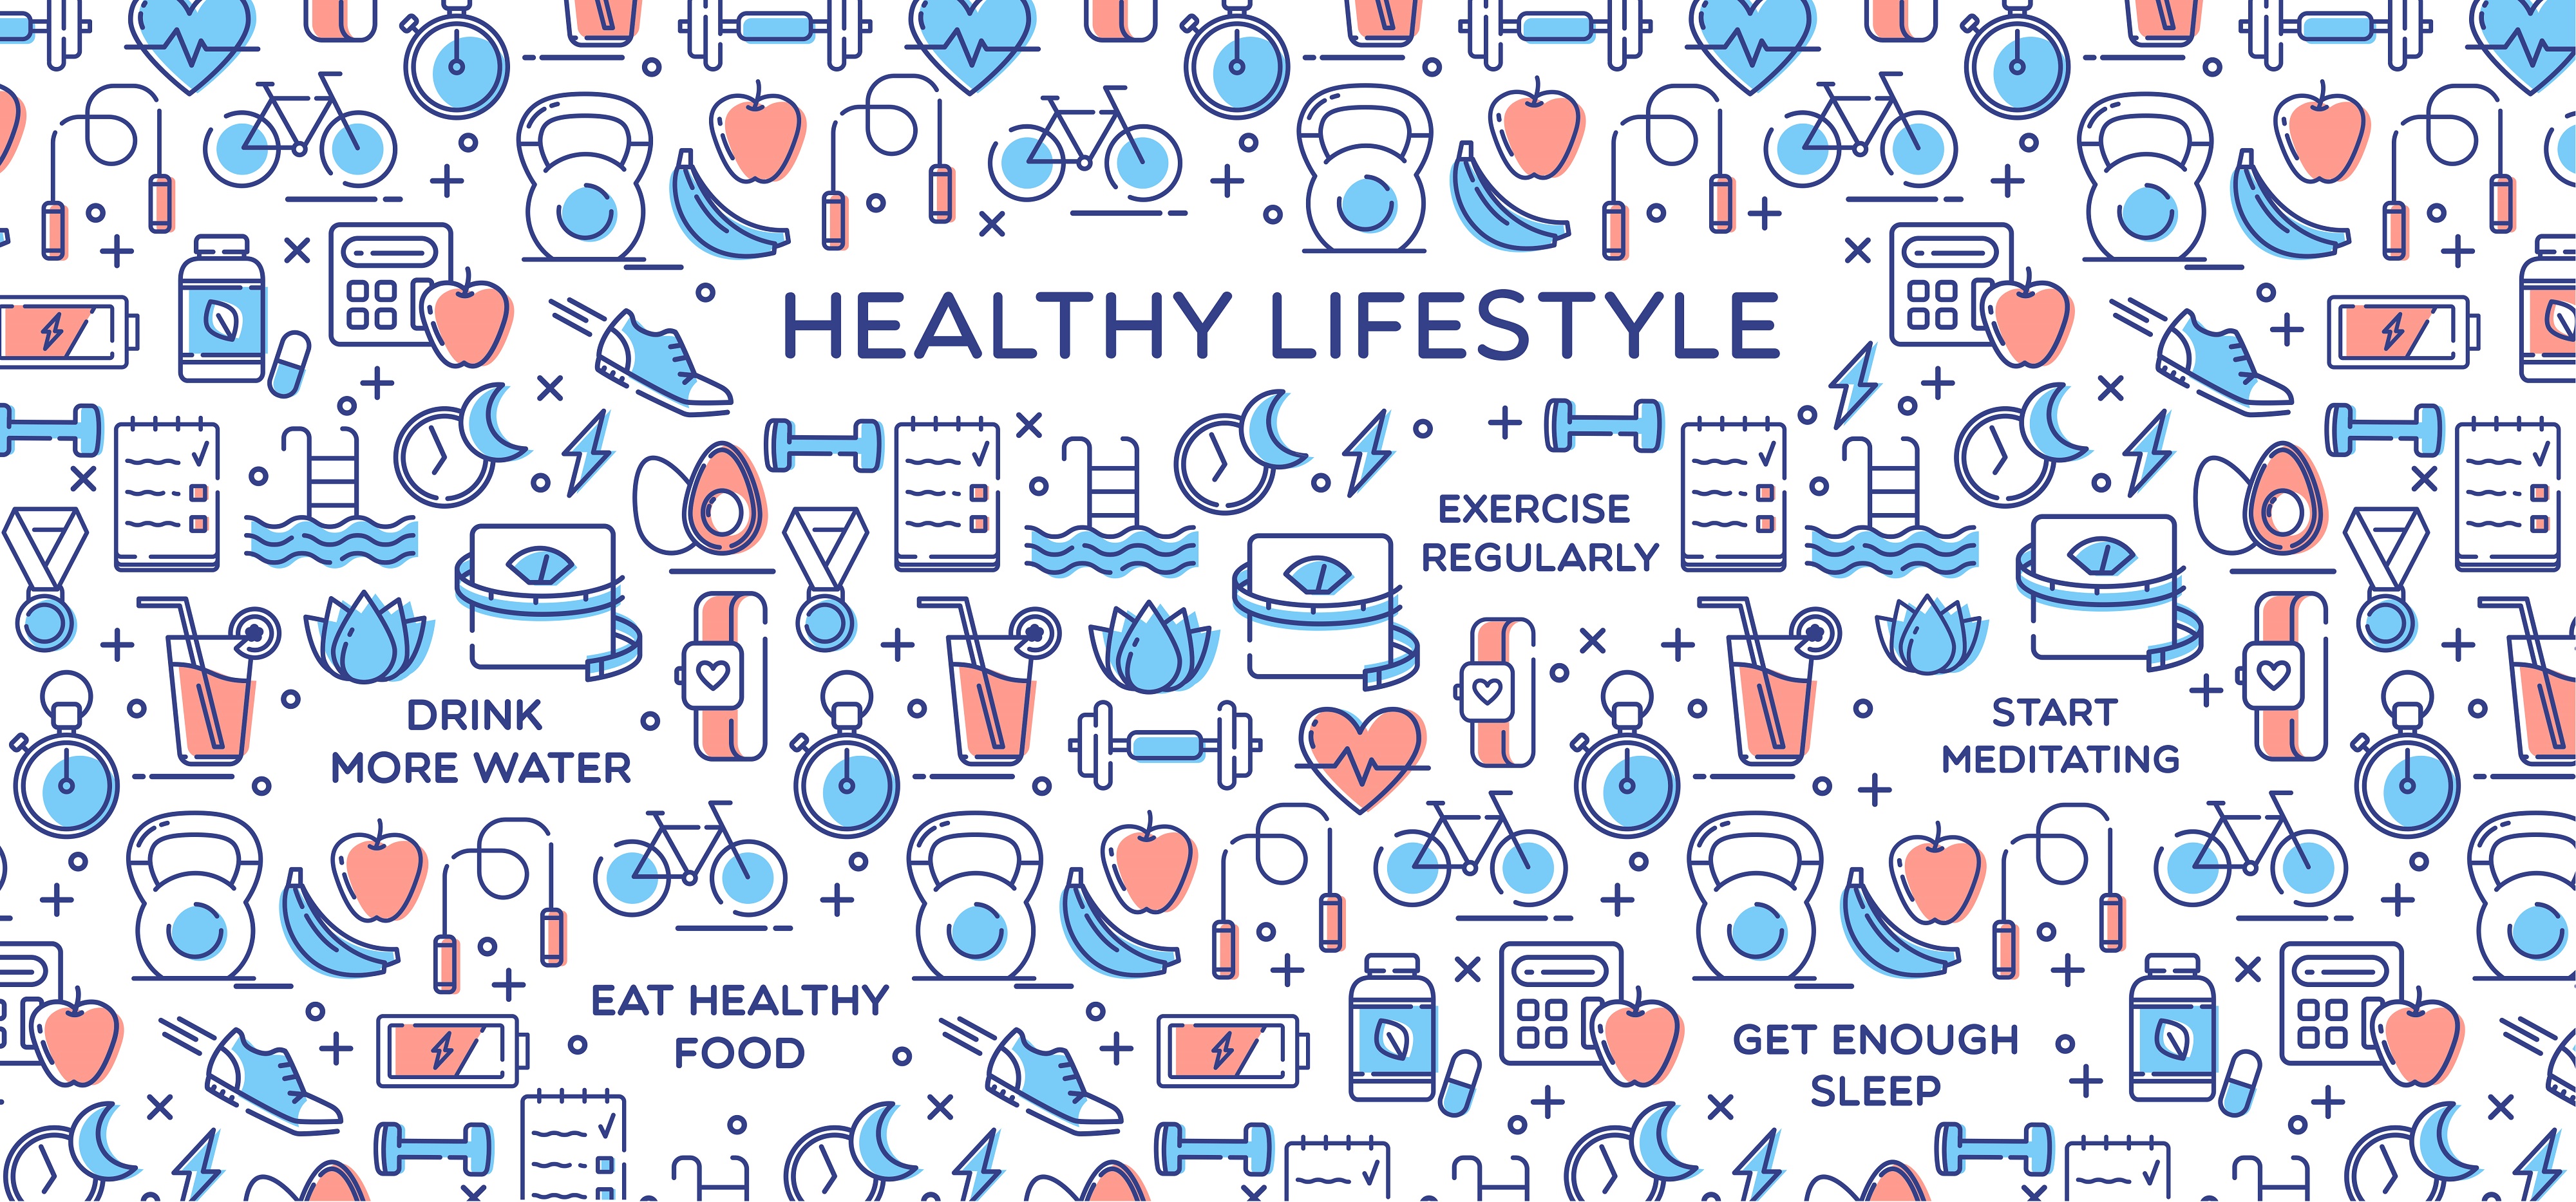 HEALTHY LIFESTYLE
EXERCISE
REGULARLY
DRINK
MORE WATER
START
MEDITATING
EAT HEALTHY
FOOD
GET ENOUGH
SLEEP